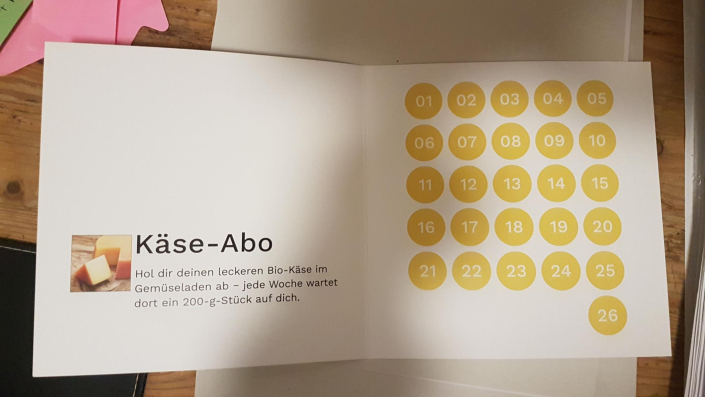 Käse-Abo
Hol dir deinen leckeren Bio-Käse im
Gemüseladen ab – jede Woche wartet
dort ein 200-g-Stück auf dich.
01 02 03 04 05
06 07 08 09 10
11 12 13 14 15
16 17 18 19 20
21 22 23 24 25
26